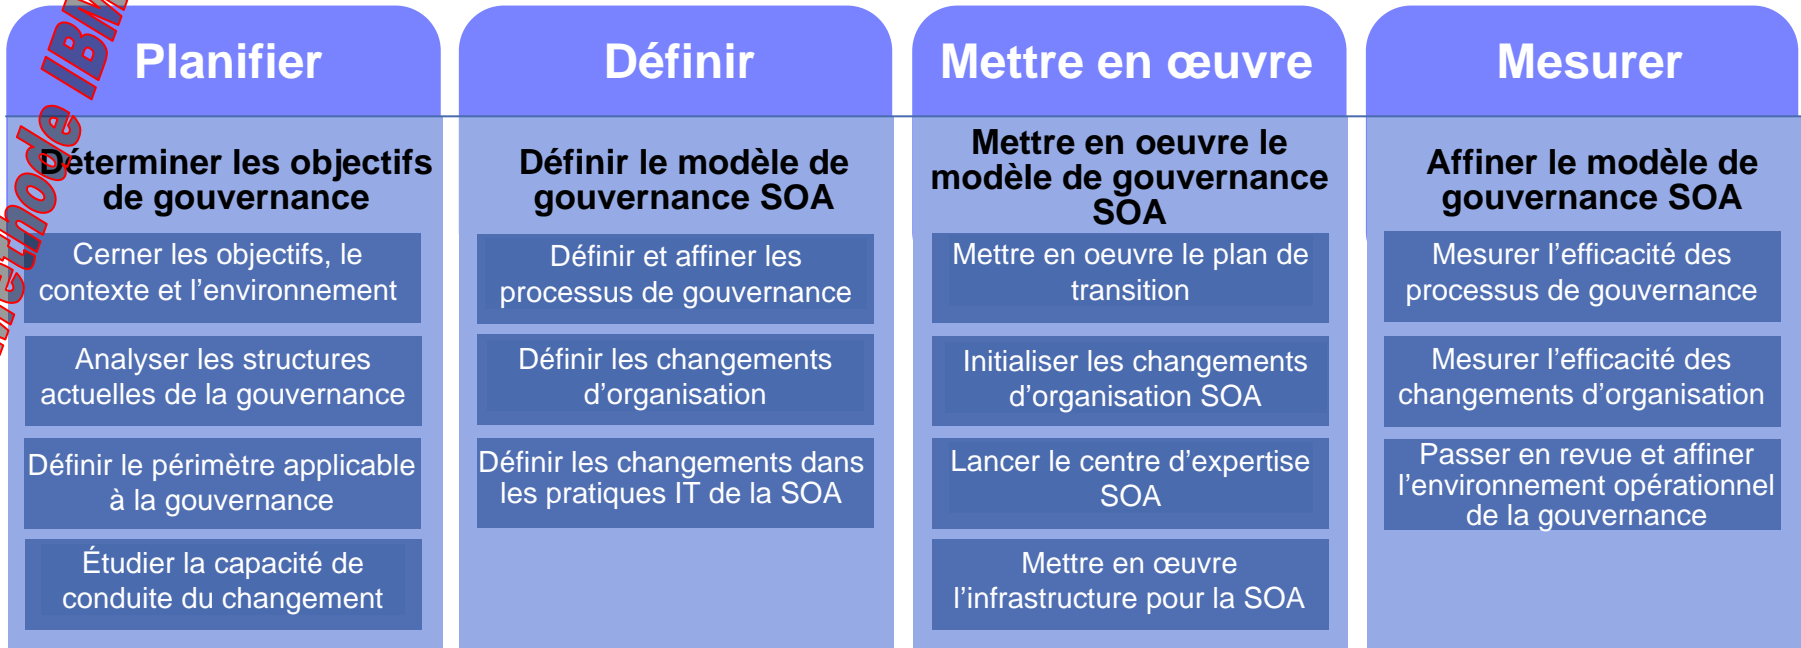 Méthode IBM
Planifier
Déterminer les objectifs
de gouvernance
Cerner les objectifs, le
contexte et l’environnement
Analyser les structures
actuelles de la gouvernance
Définir le périmètre applicable
à la gouvernance
Étudier la capacité de
conduite du changement
Définir
Définir le modèle de
gouvernance SOA
Définir et affiner les
processus de gouvernance
Définir les changements
d’organisation
Définir les changements dans
les pratiques IT de la SOA
Mettre en œuvre
Mettre en oeuvre le
modèle de gouvernance
SOA
Mettre en oeuvre le plan de
transition
Initialiser les changements
d’organisation SOA
Lancer le centre d’expertise
SOA
Mettre en œuvre
l’infrastructure pour la SOA
Mesurer
Affiner le modèle de
gouvernance SOA
Mesurer l’efficacité des
processus de gouvernance
Mesurer l’efficacité des
changements d’organisation
Passer en revue et affiner
l’environnement opérationnel
de la gouvernance